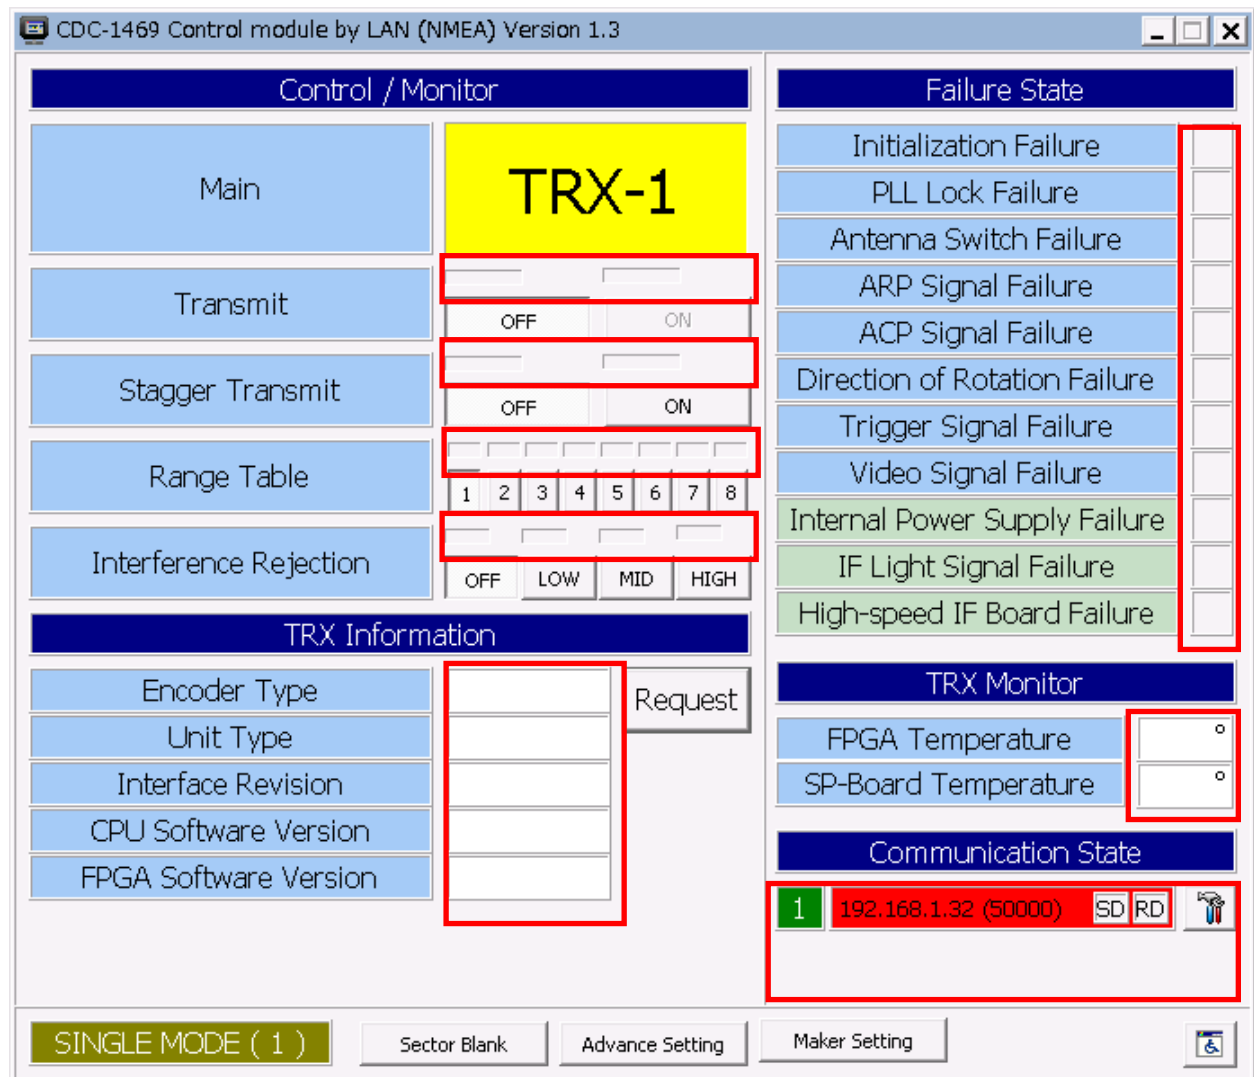 CDC-1469 Control module by LAN (NMEA) Version 1.3
Control / Monitor
Main
TRX-1
Transmit
OFF ON
Stagger Transmit
OFF ON
Range Table
1 2 3 4 5 6 7 8
Interference Rejection
OFF LOW MID HIGH
TRX Information
Encoder Type
Request
Unit Type
Interface Revision
CPU Software Version
FPGA Software Version
Failure State
Initialization Failure
PLL Lock Failure
Antenna Switch Failure
ARP Signal Failure
ACP Signal Failure
Direction of Rotation Failure
Trigger Signal Failure
Video Signal Failure
Internal Power Supply Failure
IF Light Signal Failure
High-speed IF Board Failure
TRX Monitor
FPGA Temperature °
SP-Board Temperature °
Communication State
1 192.168.1.32 (50000) SD RD
SINGLE MODE ( 1 ) Sector Blank Advance Setting Maker Setting